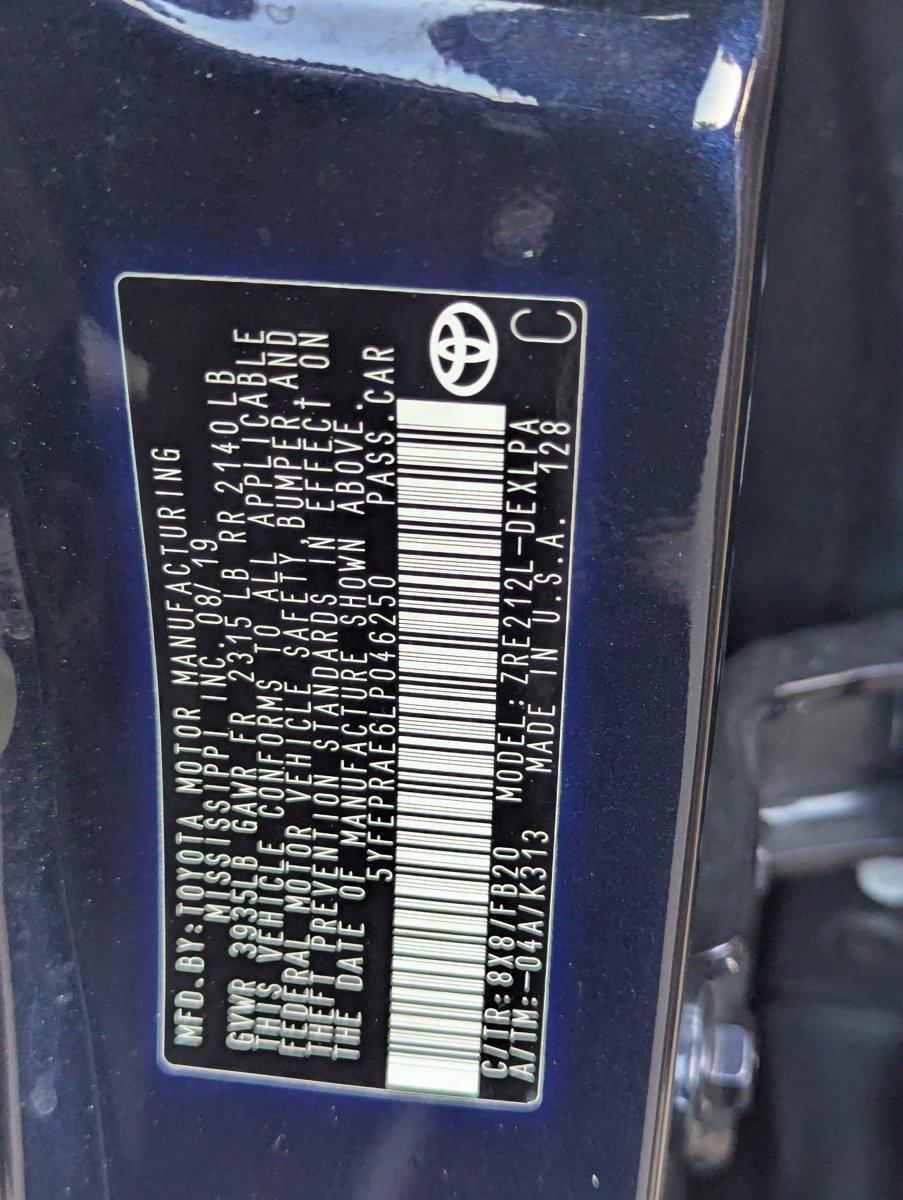 MFD.BY:TOYOTA MOTOR MANUFACTURING
MISSISSIPPI INC. 08/19
GVWR 3935LB GAWR FR 2315 LB RR 2140 LB
THIS VEHICLE CONFORMS TO ALL APPLICABLE
FEDERAL MOTOR VEHICLE SAFETY, BUMPER, AND
THEFT PREVENTION STANDARDS IN EFFECT ON
THE DATE OF MANUFACTURE SHOWN ABOVE.
5YFEPRAE6LP046250 PASS.CAR
C/TR:8X87/FB20 MODEL:ZRE212L-DEXLPA
A/TM:-04A/K313 MADE IN U.S.A. 128 C